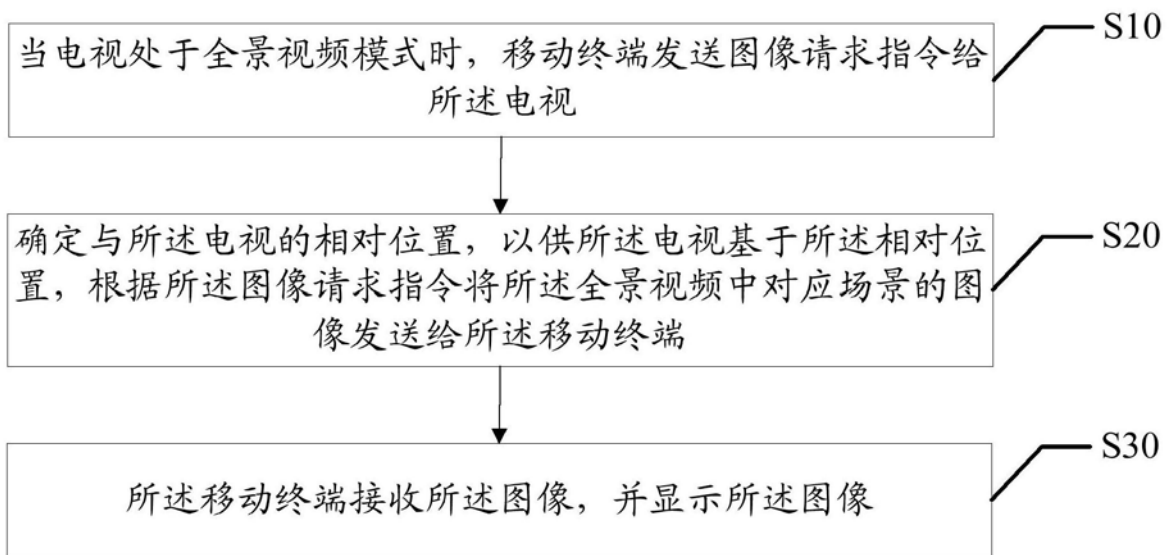 当电视处于全景视频模式时，移动终端发送图像请求指令给
所述电视
S10
确定与所述电视的相对位置，以供所述电视基于所述相对位
置，根据所述图像请求指令将所述全景视频中对应场景的图
像发送给所述移动终端
S20
所述移动终端接收所述图像，并显示所述图像
S30